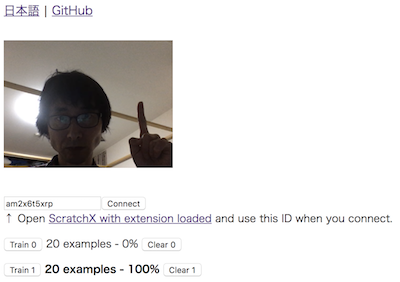 日本語 | GitHub
am2x6t5xrp Connect
↑ Open ScratchX with extension loaded and use this ID when you connect.
Train 0 20 examples - 0% Clear 0
Train 1 20 examples - 100% Clear 1